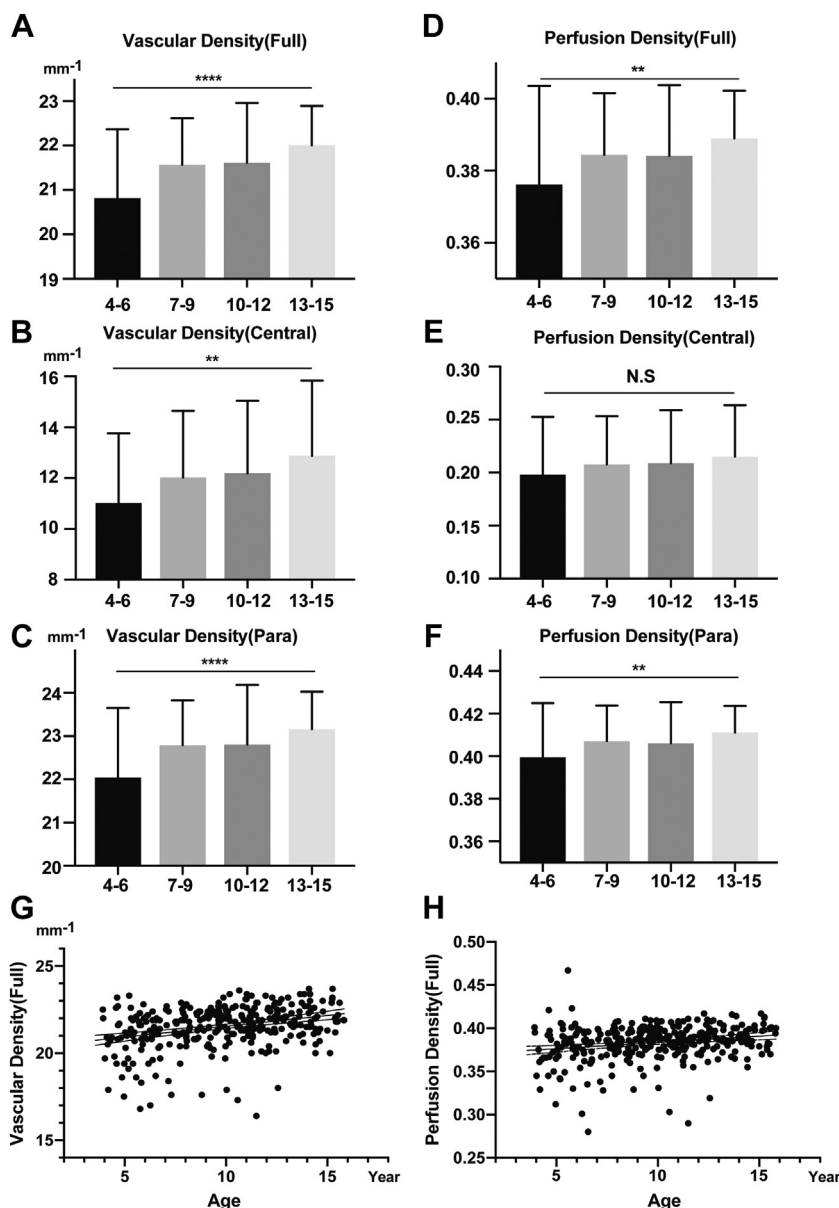 A
Vascular Density(Full)
mm-1
****
23
22
21
20
19
4-6 7-9 10-12 13-15
D
Perfusion Density(Full)
**
0.40
0.38
0.36
4-6 7-9 10-12 13-15
B
Vascular Density(Central)
mm-1
**
16
14
12
10
8
4-6 7-9 10-12 13-15
E
Perfusion Density(Central)
N.S
0.30
0.25
0.20
0.15
0.10
4-6 7-9 10-12 13-15
C
mm-1
Vascular Density(Para)
****
24
23
22
21
20
4-6 7-9 10-12 13-15
F
Perfusion Density(Para)
**
0.44
0.42
0.40
0.38
0.36
4-6 7-9 10-12 13-15
G
mm-1
Vascular Density(Full)
25
20
14
5 10 15 Year
Age
H
Perfusion Density(Full)
0.50
0.45
0.40
0.35
0.30
0.25
5 10 15 Year
Age